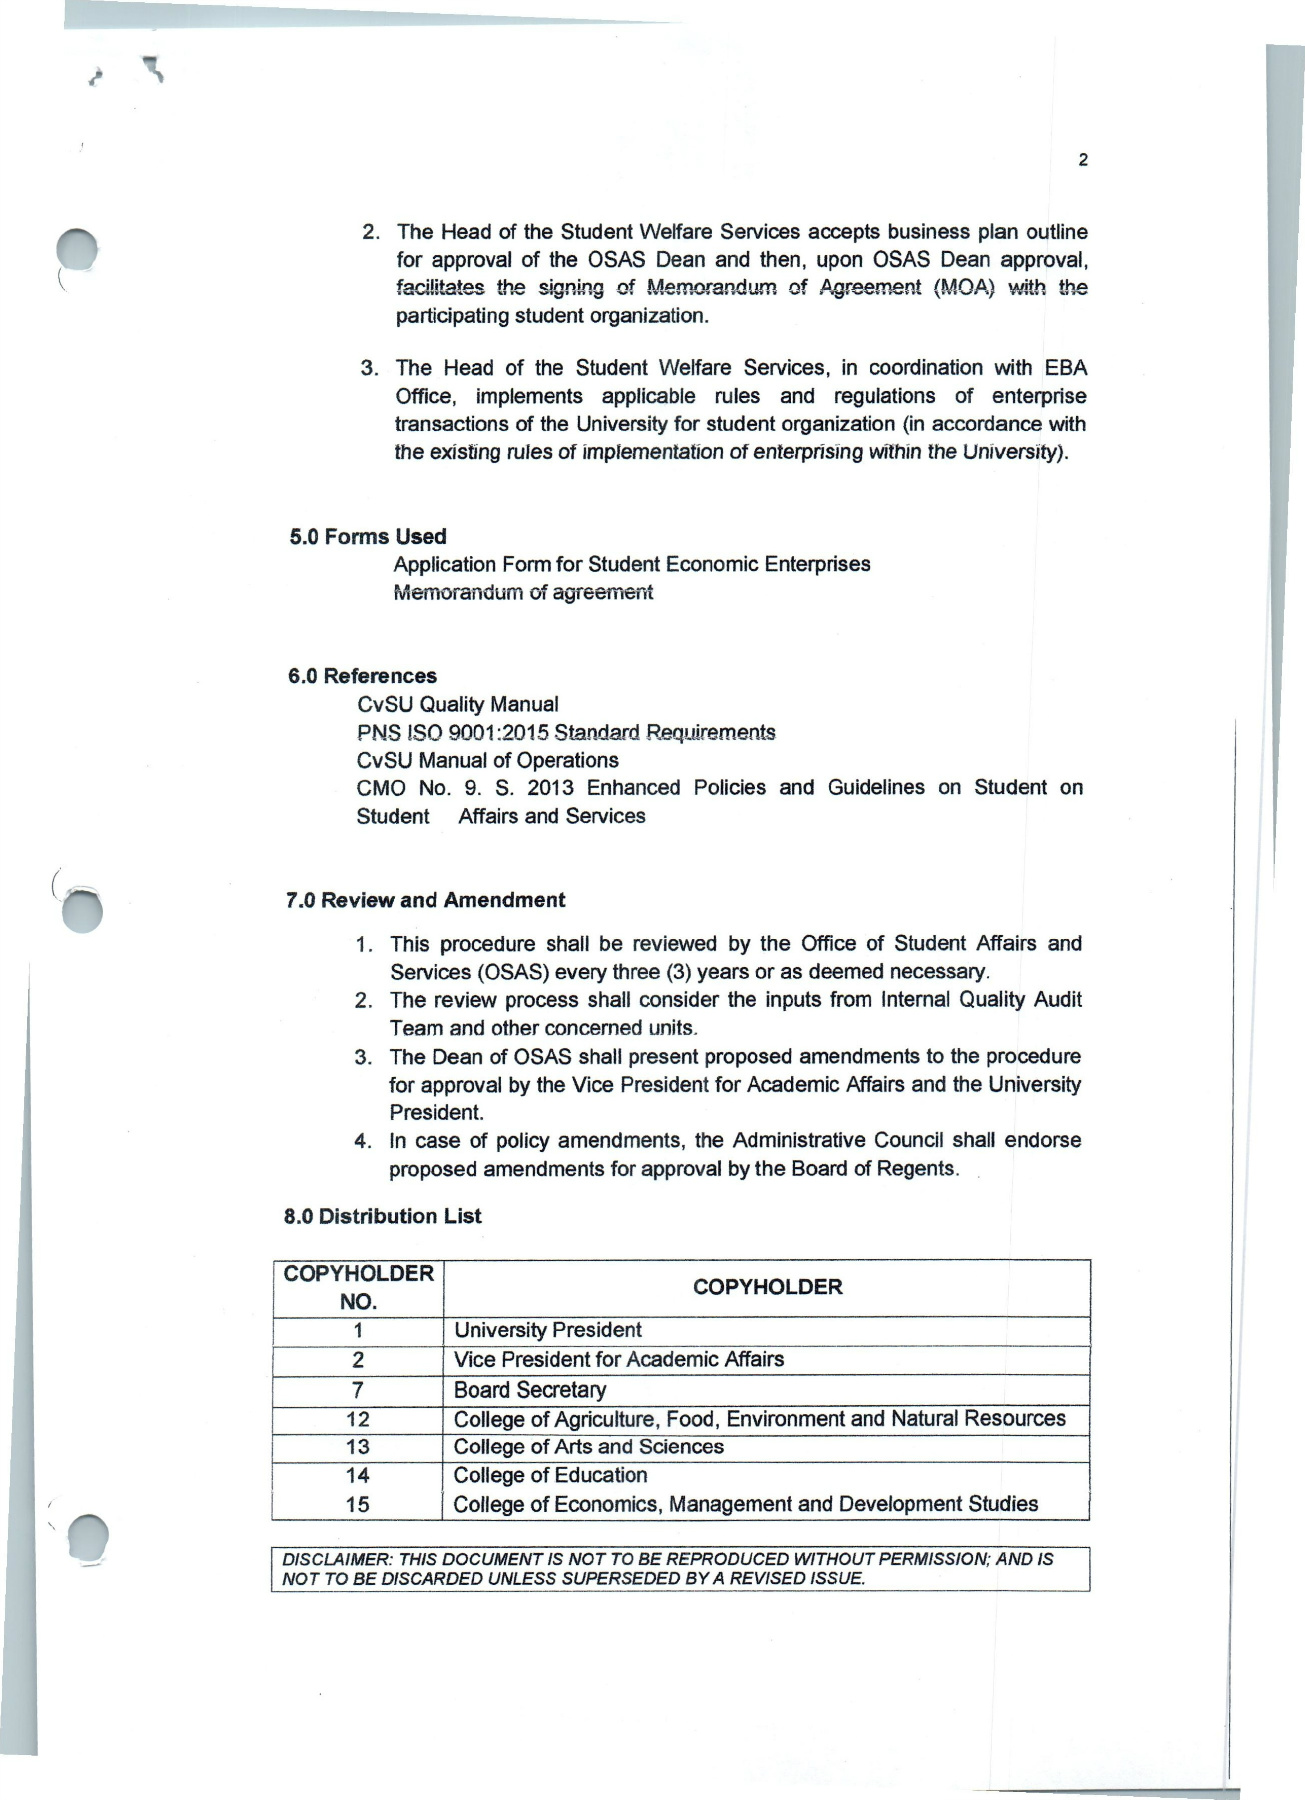 2
2. The Head of the Student Welfare Services accepts business plan outline
for approval of the OSAS Dean and then, upon OSAS Dean approval,
facilitates the signing of Memorandum of Agreement (MOA) with the
participating student organization.
3. The Head of the Student Welfare Services, in coordination with EBA
Office, implements applicable rules and regulations of enterprise
transactions of the University for student organization (in accordance with
the existing rules of implementation of enterprising within the University).
5.0 Forms Used
Application Form for Student Economic Enterprises
Memorandum of agreement
6.0 References
CvSU Quality Manual
PNS ISO 9001:2015 Standard Requirements
CvSU Manual of Operations
CMO No. 9. S. 2013 Enhanced Policies and Guidelines on Student on
Student Affairs and Services
7.0 Review and Amendment
1. This procedure shall be reviewed by the Office of Student Affairs and
Services (OSAS) every three (3) years or as deemed necessary.
2. The review process shall consider the inputs from Internal Quality Audit
Team and other concerned units.
3. The Dean of OSAS shall present proposed amendments to the procedure
for approval by the Vice President for Academic Affairs and the University
President.
4. In case of policy amendments, the Administrative Council shall endorse
proposed amendments for approval by the Board of Regents.
8.0 Distribution List
COPYHOLDER
NO.
COPYHOLDER
1 University President
2 Vice President for Academic Affairs
7 Board Secretary
12 College of Agriculture, Food, Environment and Natural Resources
13 College of Arts and Sciences
14 College of Education
15 College of Economics, Management and Development Studies
DISCLAIMER: THIS DOCUMENT IS NOT TO BE REPRODUCED WITHOUT PERMISSION; AND IS
NOT TO BE DISCARDED UNLESS SUPERSEDED BY A REVISED ISSUE.